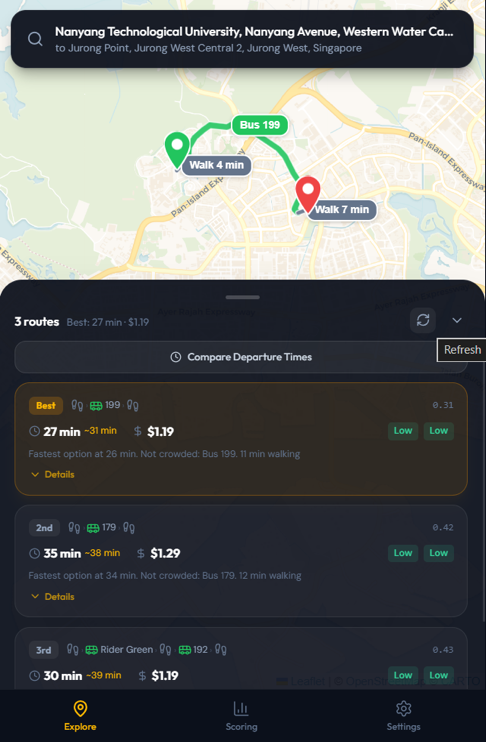 Nanyang Technological University, Nanyang Avenue, Western Water Ca...
to Jurong Point, Jurong West Central 2, Jurong West, Singapore
Bus 199
Pan-Island Expressway
Walk 4 min
Pan-Island Expressway
Walk 7 min
3 routes Best: 27 min · $1.19
Refresh
Compare Departure Times
Best 199 0.31
27 min ~31 min $ $1.19 Low Low
Fastest option at 26 min. Not crowded: Bus 199. 11 min walking
Details
2nd 179 0.42
35 min ~38 min $ $1.29 Low Low
Fastest option at 34 min. Not crowded: Bus 179. 12 min walking
Details
3rd Rider Green 192 0.43
30 min ~39 min $ $1.19 Low Low
Explore Scoring Settings